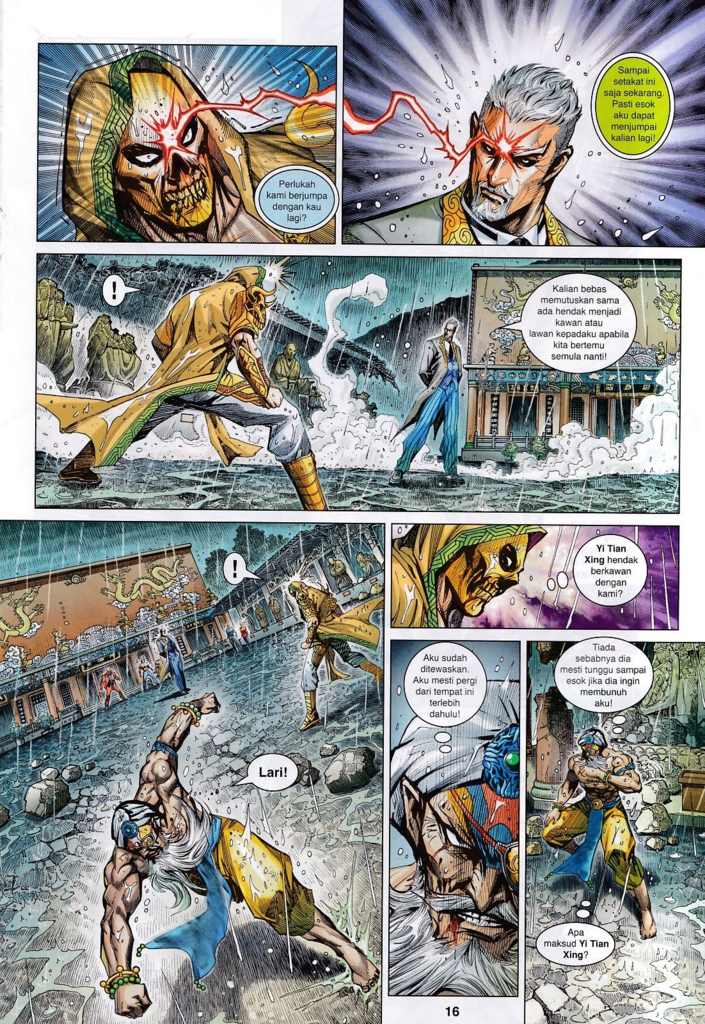 Perlukah
kami berjumpa
dengan kau
lagi?
Sampai
setakat ini
saja sekarang.
Pasti esok
aku dapat
menjumpai
kalian lagi!
!
Kalian bebas
memutuskan sama
ada hendak menjadi
kawan atau
lawan kepadaku apabila
kita bertemu
semula nanti!
!
Lari!
Yi Tian
Xing hendak
berkawan
dengan
kami?
Aku sudah
ditewaskan.
Aku mesti pergi
dari tempat ini
terlebih
dahulu!
Tiada
sebabnya dia
mesti tunggu sampai
esok jika dia ingin
membunuh
aku!
Apa
maksud Yi Tian
Xing?
16